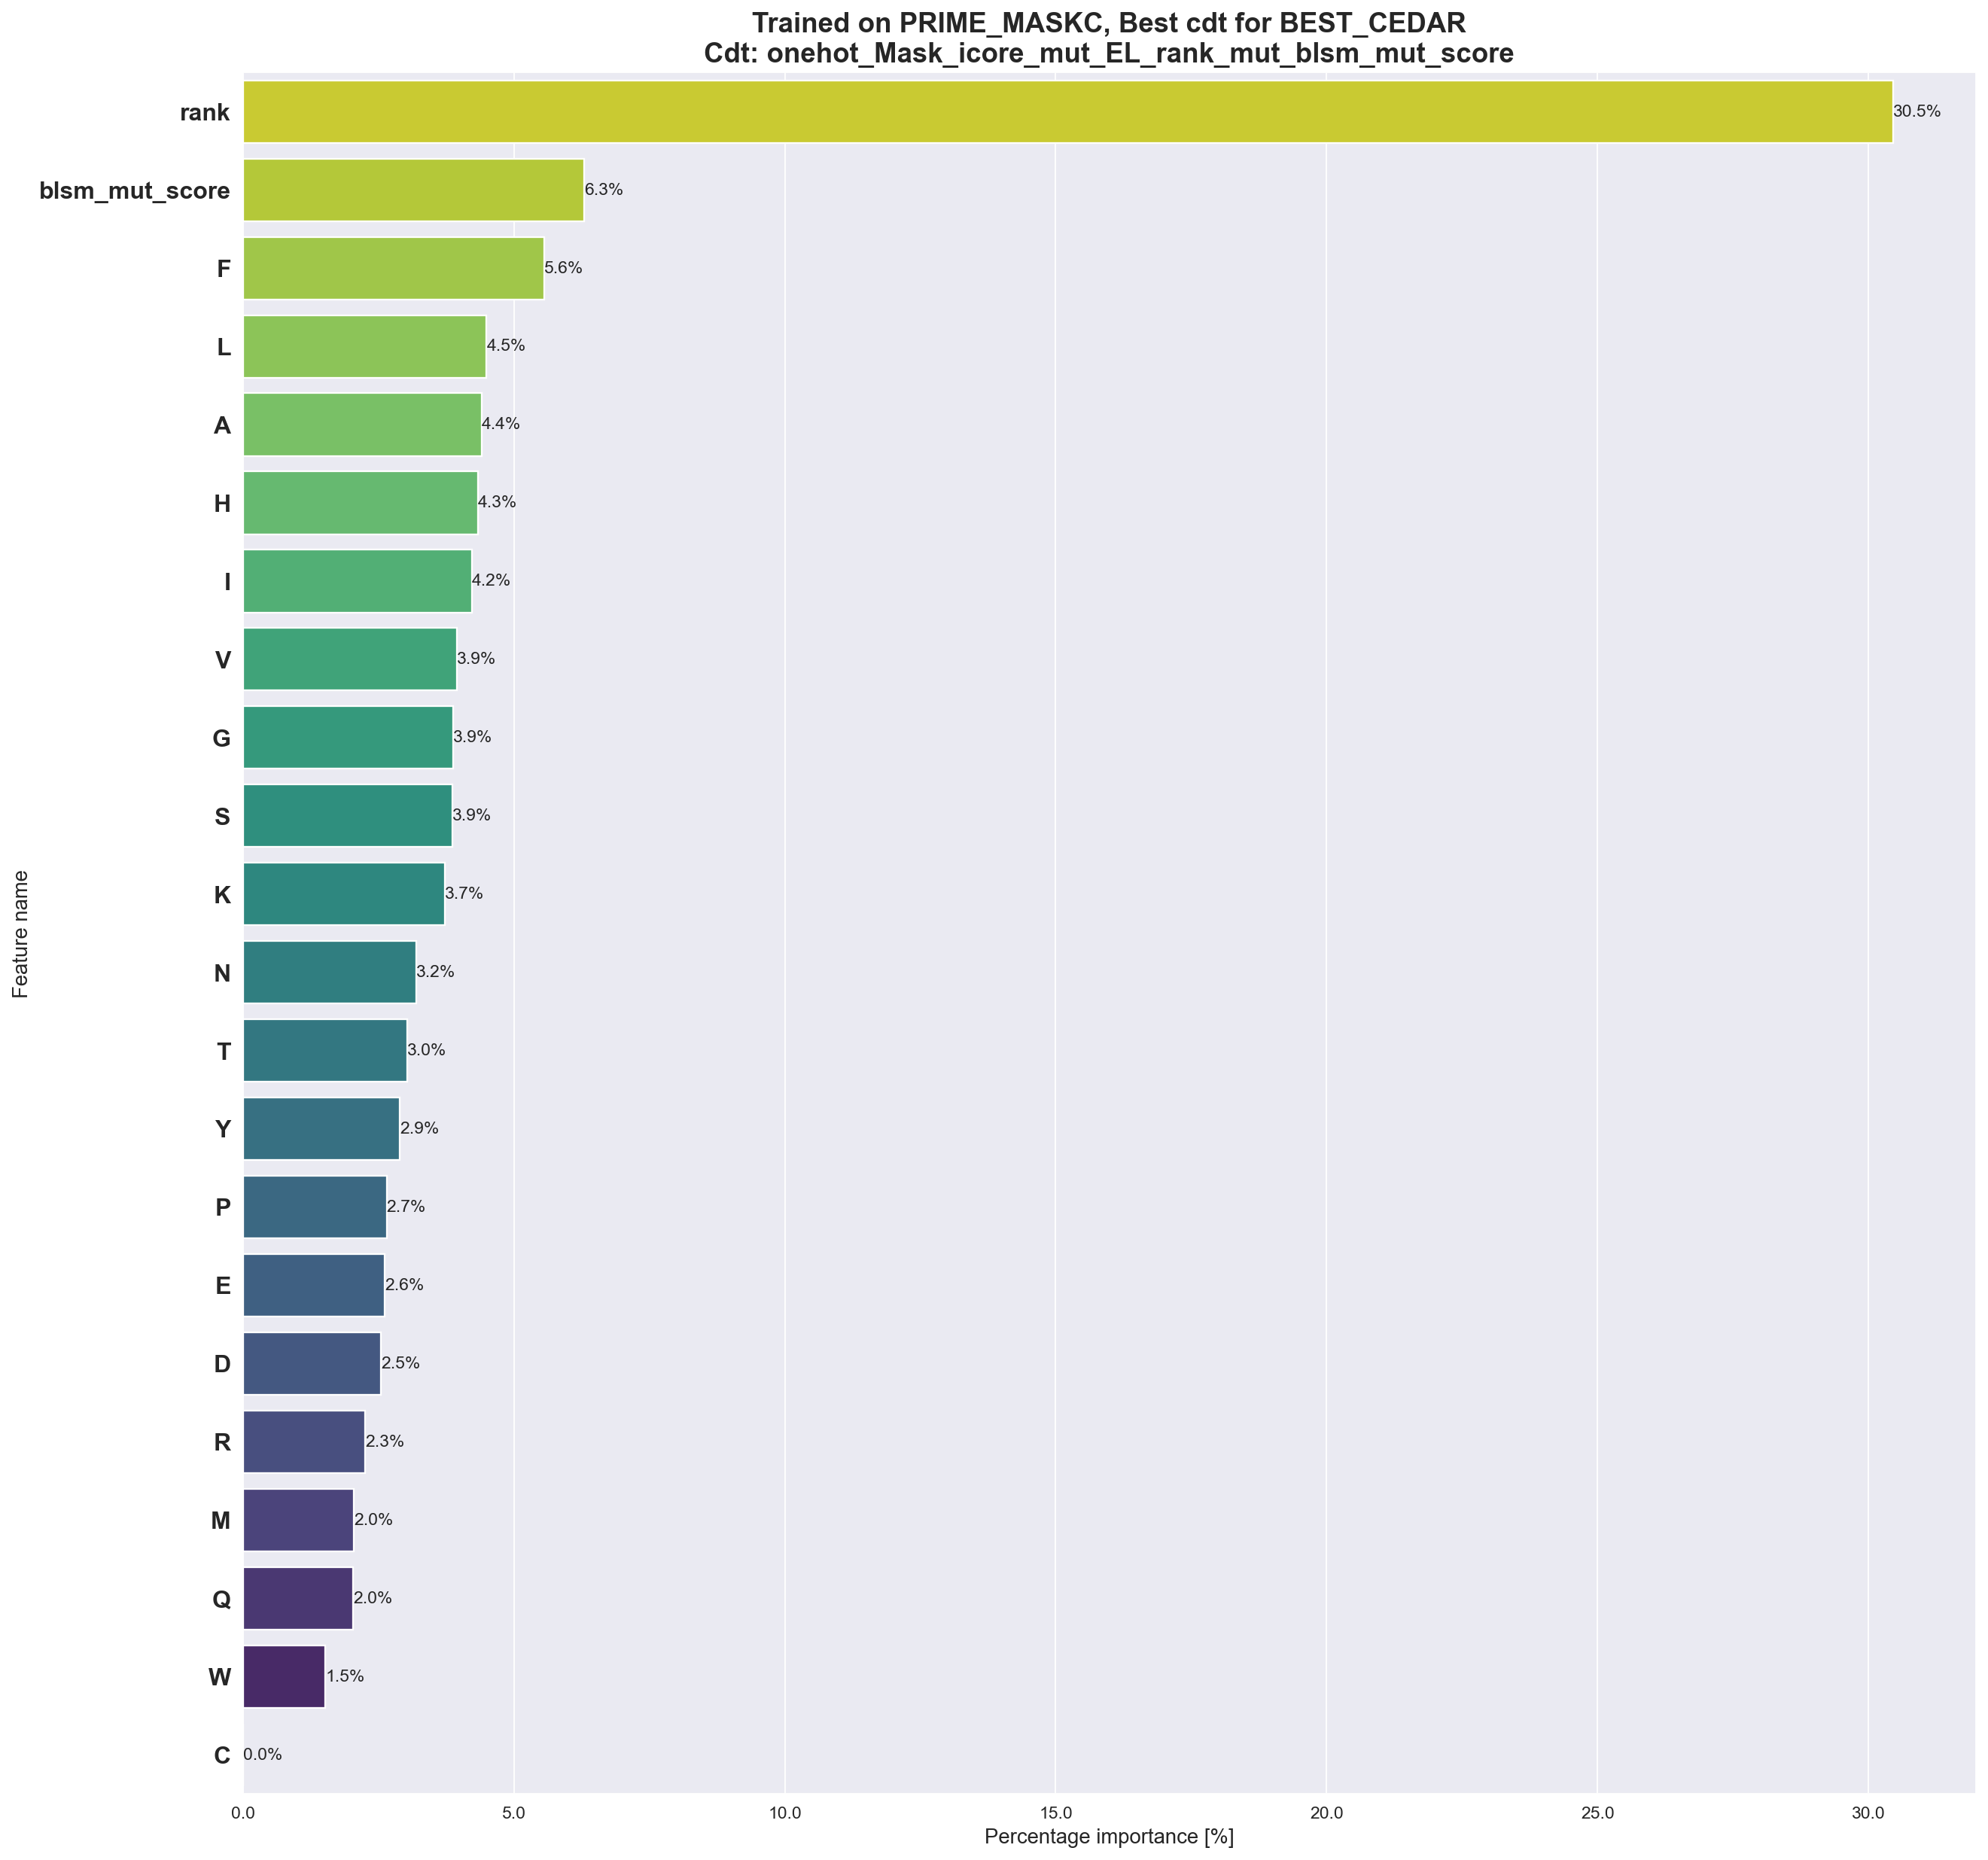 Trained on PRIME_MASKC, Best cdt for BEST_CEDAR
Cdt: onehot_Mask_icore_mut_EL_rank_mut_blsm_mut_score
rank 30.5%
blsm_mut_score 6.3%
F 5.6%
L 4.5%
A 4.4%
H 4.3%
I 4.2%
V 3.9%
G 3.9%
S 3.9%
K 3.7%
N 3.2%
T 3.0%
Y 2.9%
P 2.7%
E 2.6%
D 2.5%
R 2.3%
M 2.0%
Q 2.0%
W 1.5%
C 0.0%
Feature name
0.0 5.0 10.0 15.0 20.0 25.0 30.0
Percentage importance [%]